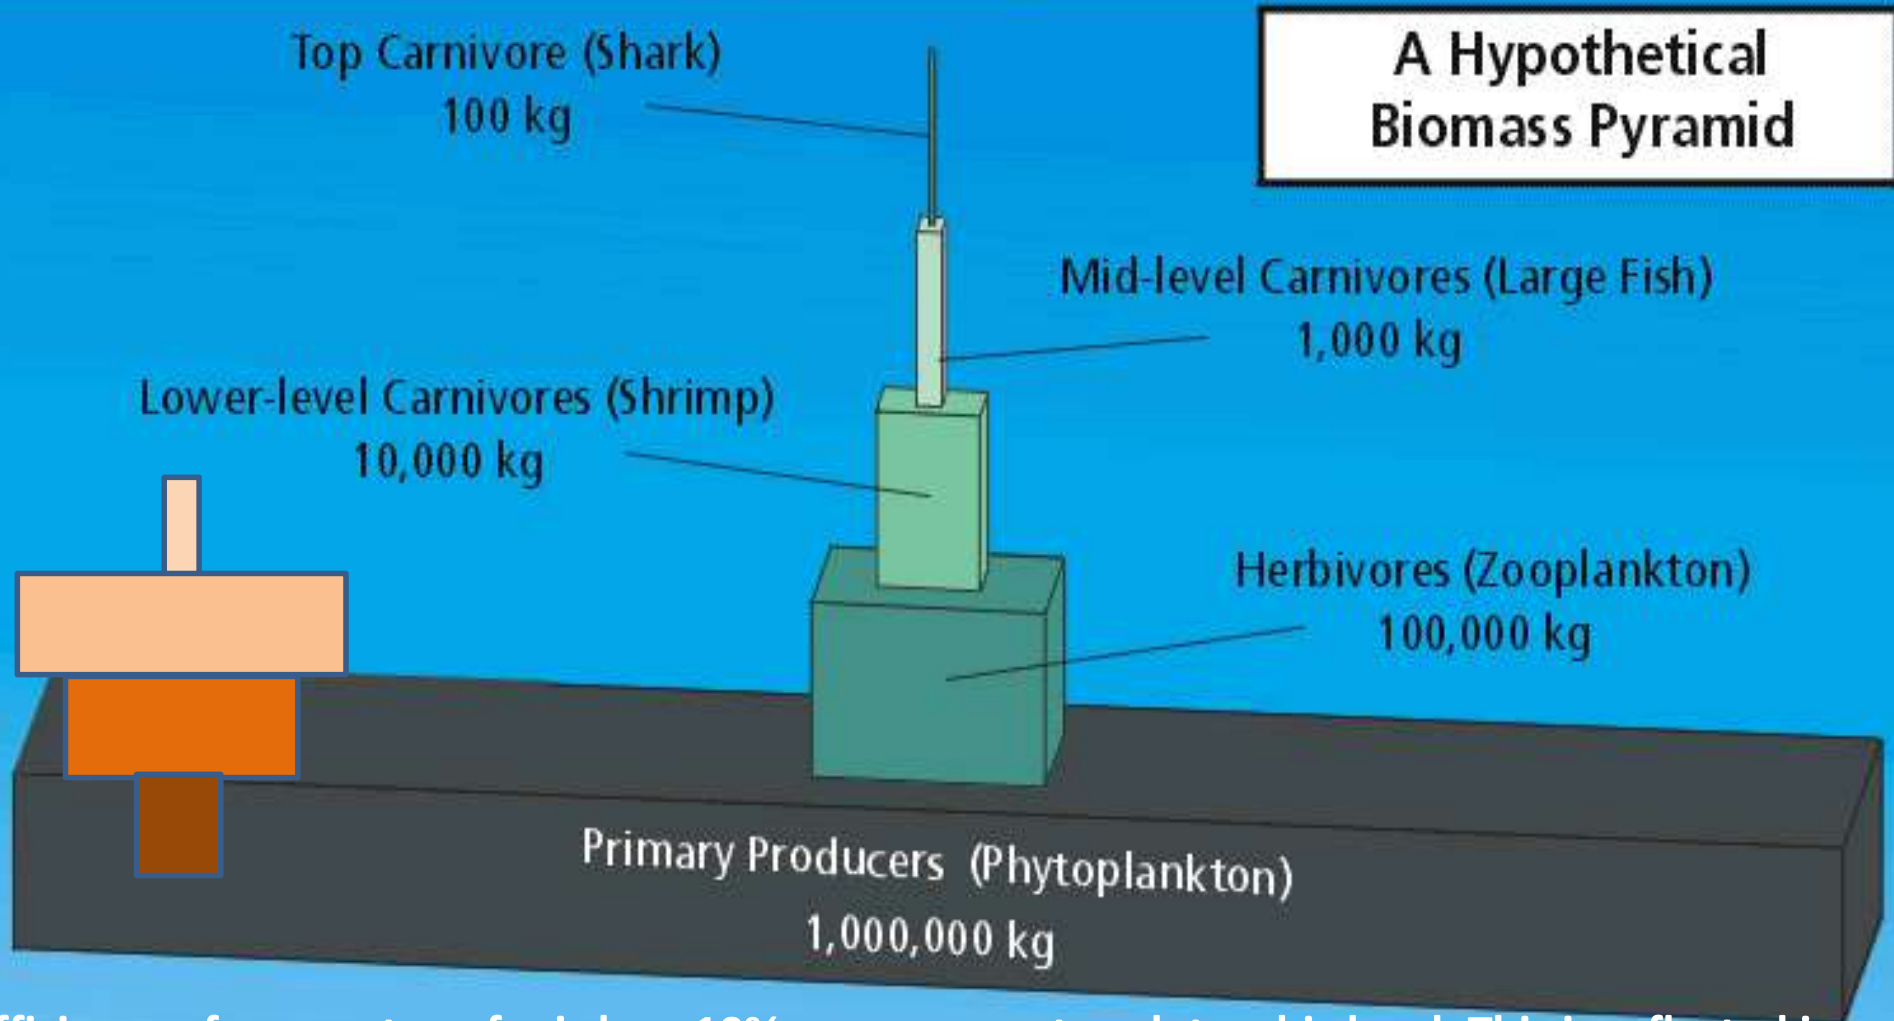 Top Carnivore (Shark)
100 kg
A Hypothetical
Biomass Pyramid
Mid-level Carnivores (Large Fish)
1,000 kg
Lower-level Carnivores (Shrimp)
10,000 kg
Herbivores (Zooplankton)
100,000 kg
Primary Producers (Phytoplankton)
1,000,000 kg